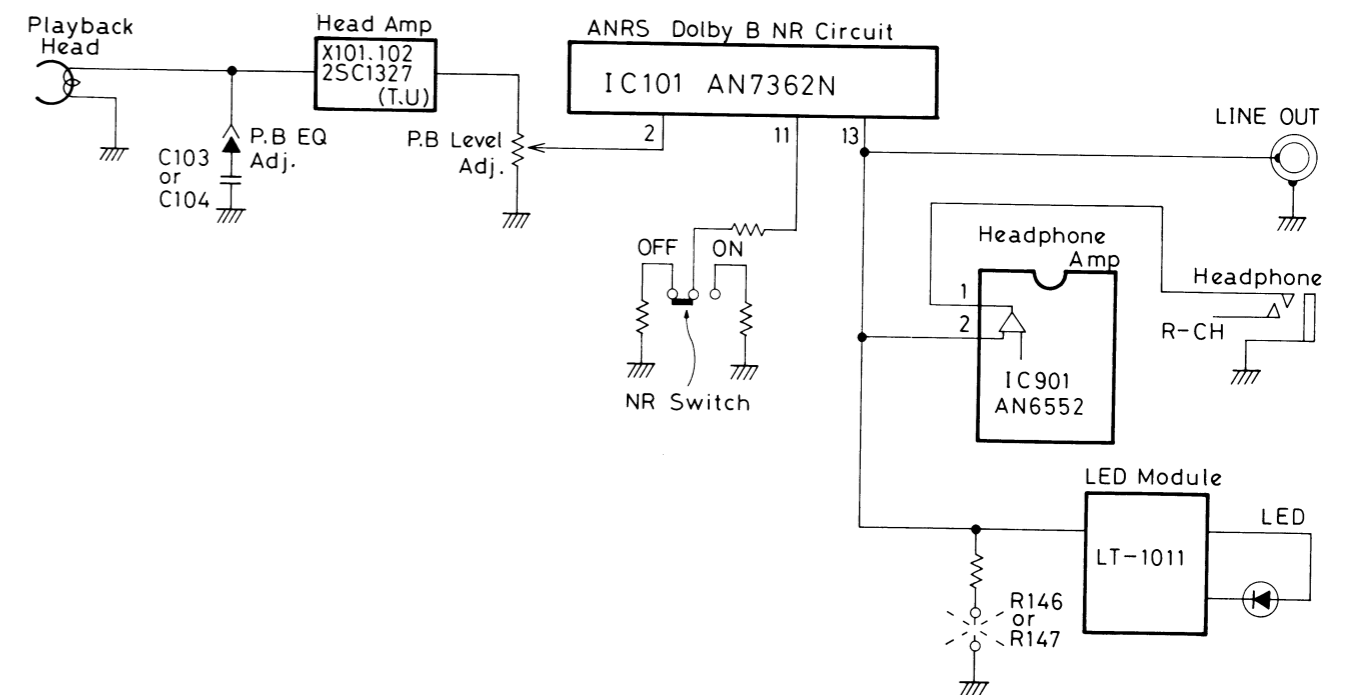 Playback
Head
Head Amp
X101.102
2SC1327
(T.U)
ANRS Dolby B NR Circuit
IC101 AN7362N
2
11
13
P.B EQ
Adj.
C103
or
C104
P.B Level
Adj.
LINE OUT
OFF
ON
NR Switch
Headphone
Amp
1
2
IC901
AN6552
Headphone
R-CH
LED Module
LT-1011
LED
R146
or
R147